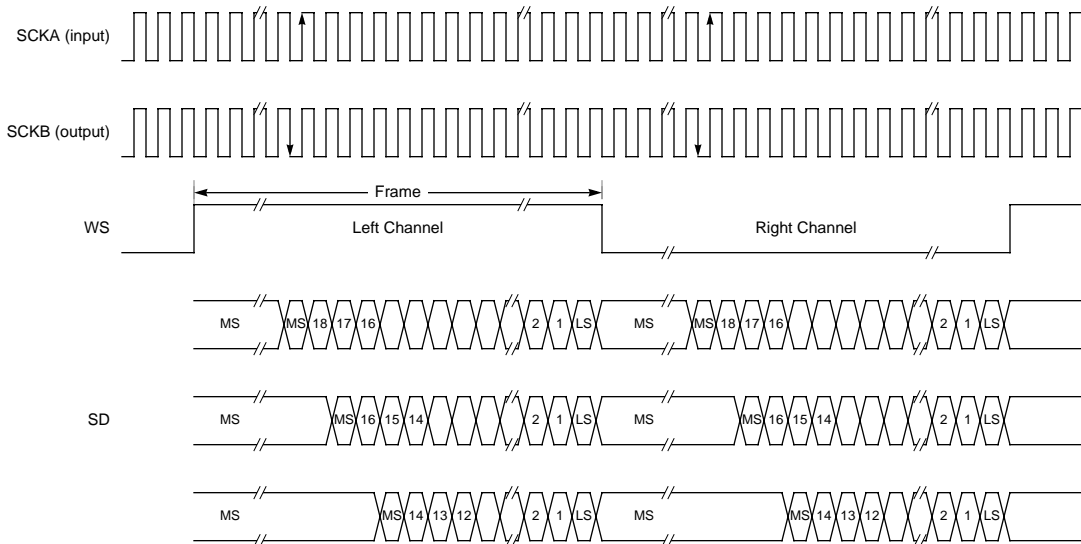 SCKA (input)
SCKB (output)
Frame
WS
Left Channel
Right Channel
MS MS 18 17 16 2 1 LS MS MS 18 17 16 2 1 LS
SD
MS MS 16 15 14 2 1 LS MS MS 16 15 14 2 1 LS
MS MS 14 13 12 2 1 LS MS MS 14 13 12 2 1 LS